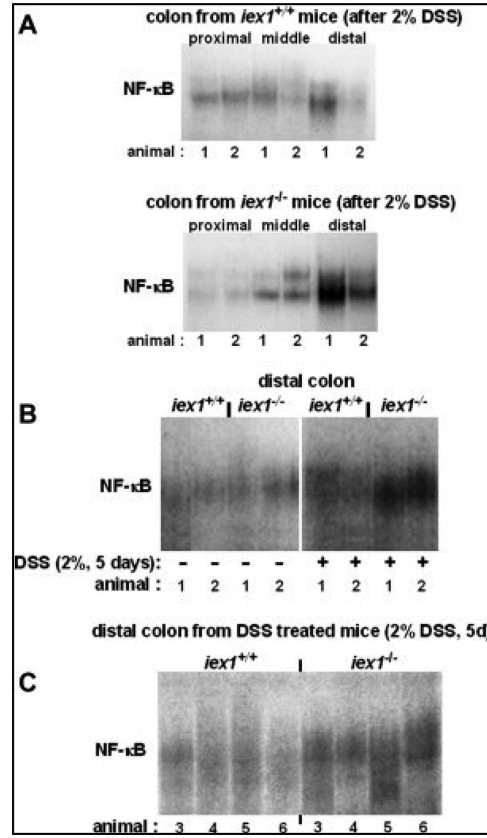 A
colon from iex1+/+ mice (after 2% DSS)
proximal middle distal
NF-κB
animal : 1 2 1 2 1 2
colon from iex1-/- mice (after 2% DSS)
proximal middle distal
NF-κB
animal : 1 2 1 2 1 2
distal colon
B
iex1+/+ iex1-/- iex1+/+ iex1-/-
NF-κB
DSS (2%, 5 days): - - - - + + + +
animal : 1 2 1 2 1 2 1 2
distal colon from DSS treated mice (2% DSS, 5d
C
iex1+/+ iex1-/-
NF-κB
animal : 3 4 5 6 3 4 5 6